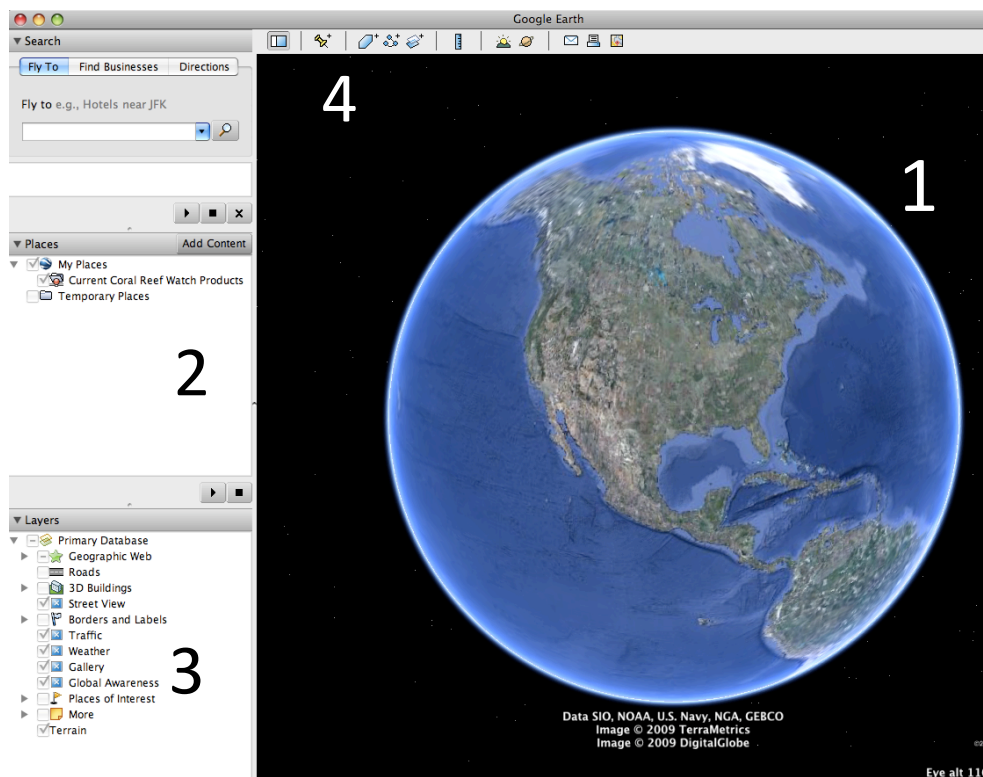 Google Earth
Search
Fly To Find Businesses Directions
Fly to e.g., Hotels near JFK
Places Add Content
My Places
Current Coral Reef Watch Products
Temporary Places
2
Layers
Primary Database
Geographic Web
Roads
3D Buildings
Street View
Borders and Labels
Traffic
Weather
Gallery
Global Awareness
Places of Interest
More
Terrain
3
4
1
Data SIO, NOAA, U.S. Navy, NGA, GEBCO
Image © 2009 TerraMetrics
Image © 2009 DigitalGlobe
Eye alt